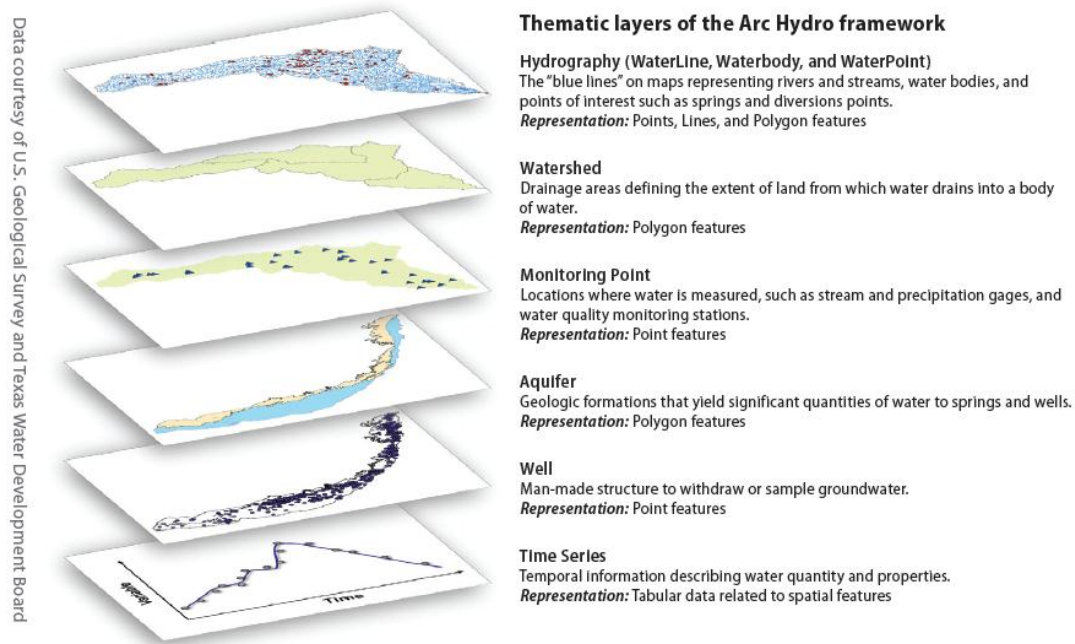 Data courtesy of U.S. Geological Survey and Texas Water Development Board
Thematic layers of the Arc Hydro framework
Hydrography (WaterLine, Waterbody, and WaterPoint)
The “blue lines” on maps representing rivers and streams, water bodies, and
points of interest such as springs and diversions points.
Representation: Points, Lines, and Polygon features
Watershed
Drainage areas defining the extent of land from which water drains into a body
of water.
Representation: Polygon features
Monitoring Point
Locations where water is measured, such as stream and precipitation gages, and
water quality monitoring stations.
Representation: Point features
Aquifer
Geologic formations that yield significant quantities of water to springs and wells.
Representation: Polygon features
Well
Man-made structure to withdraw or sample groundwater.
Representation: Point features
Time Series
Temporal information describing water quantity and properties.
Representation: Tabular data related to spatial features
Variable
Time